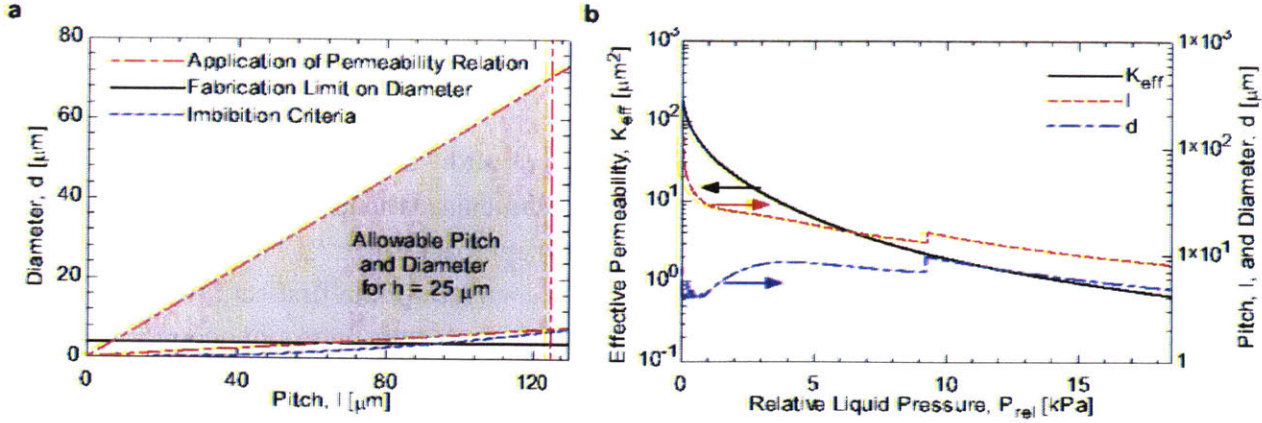 a
80
60
40
20
0
Diameter, d [μm]
Application of Permeability Relation
Fabrication Limit on Diameter
Imbibition Criteria
Allowable Pitch
and Diameter
for h = 25 μm
0 40 80 120
Pitch, l [μm]
b
Effective Permeability, K_eff [μm²]
10³
10²
10¹
10⁰
10⁻¹
K_eff
l
d
1×10³
1×10²
1×10¹
1
Pitch, l, and Diameter, d [μm]
0 5 10 15
Relative Liquid Pressure, P_rel [kPa]